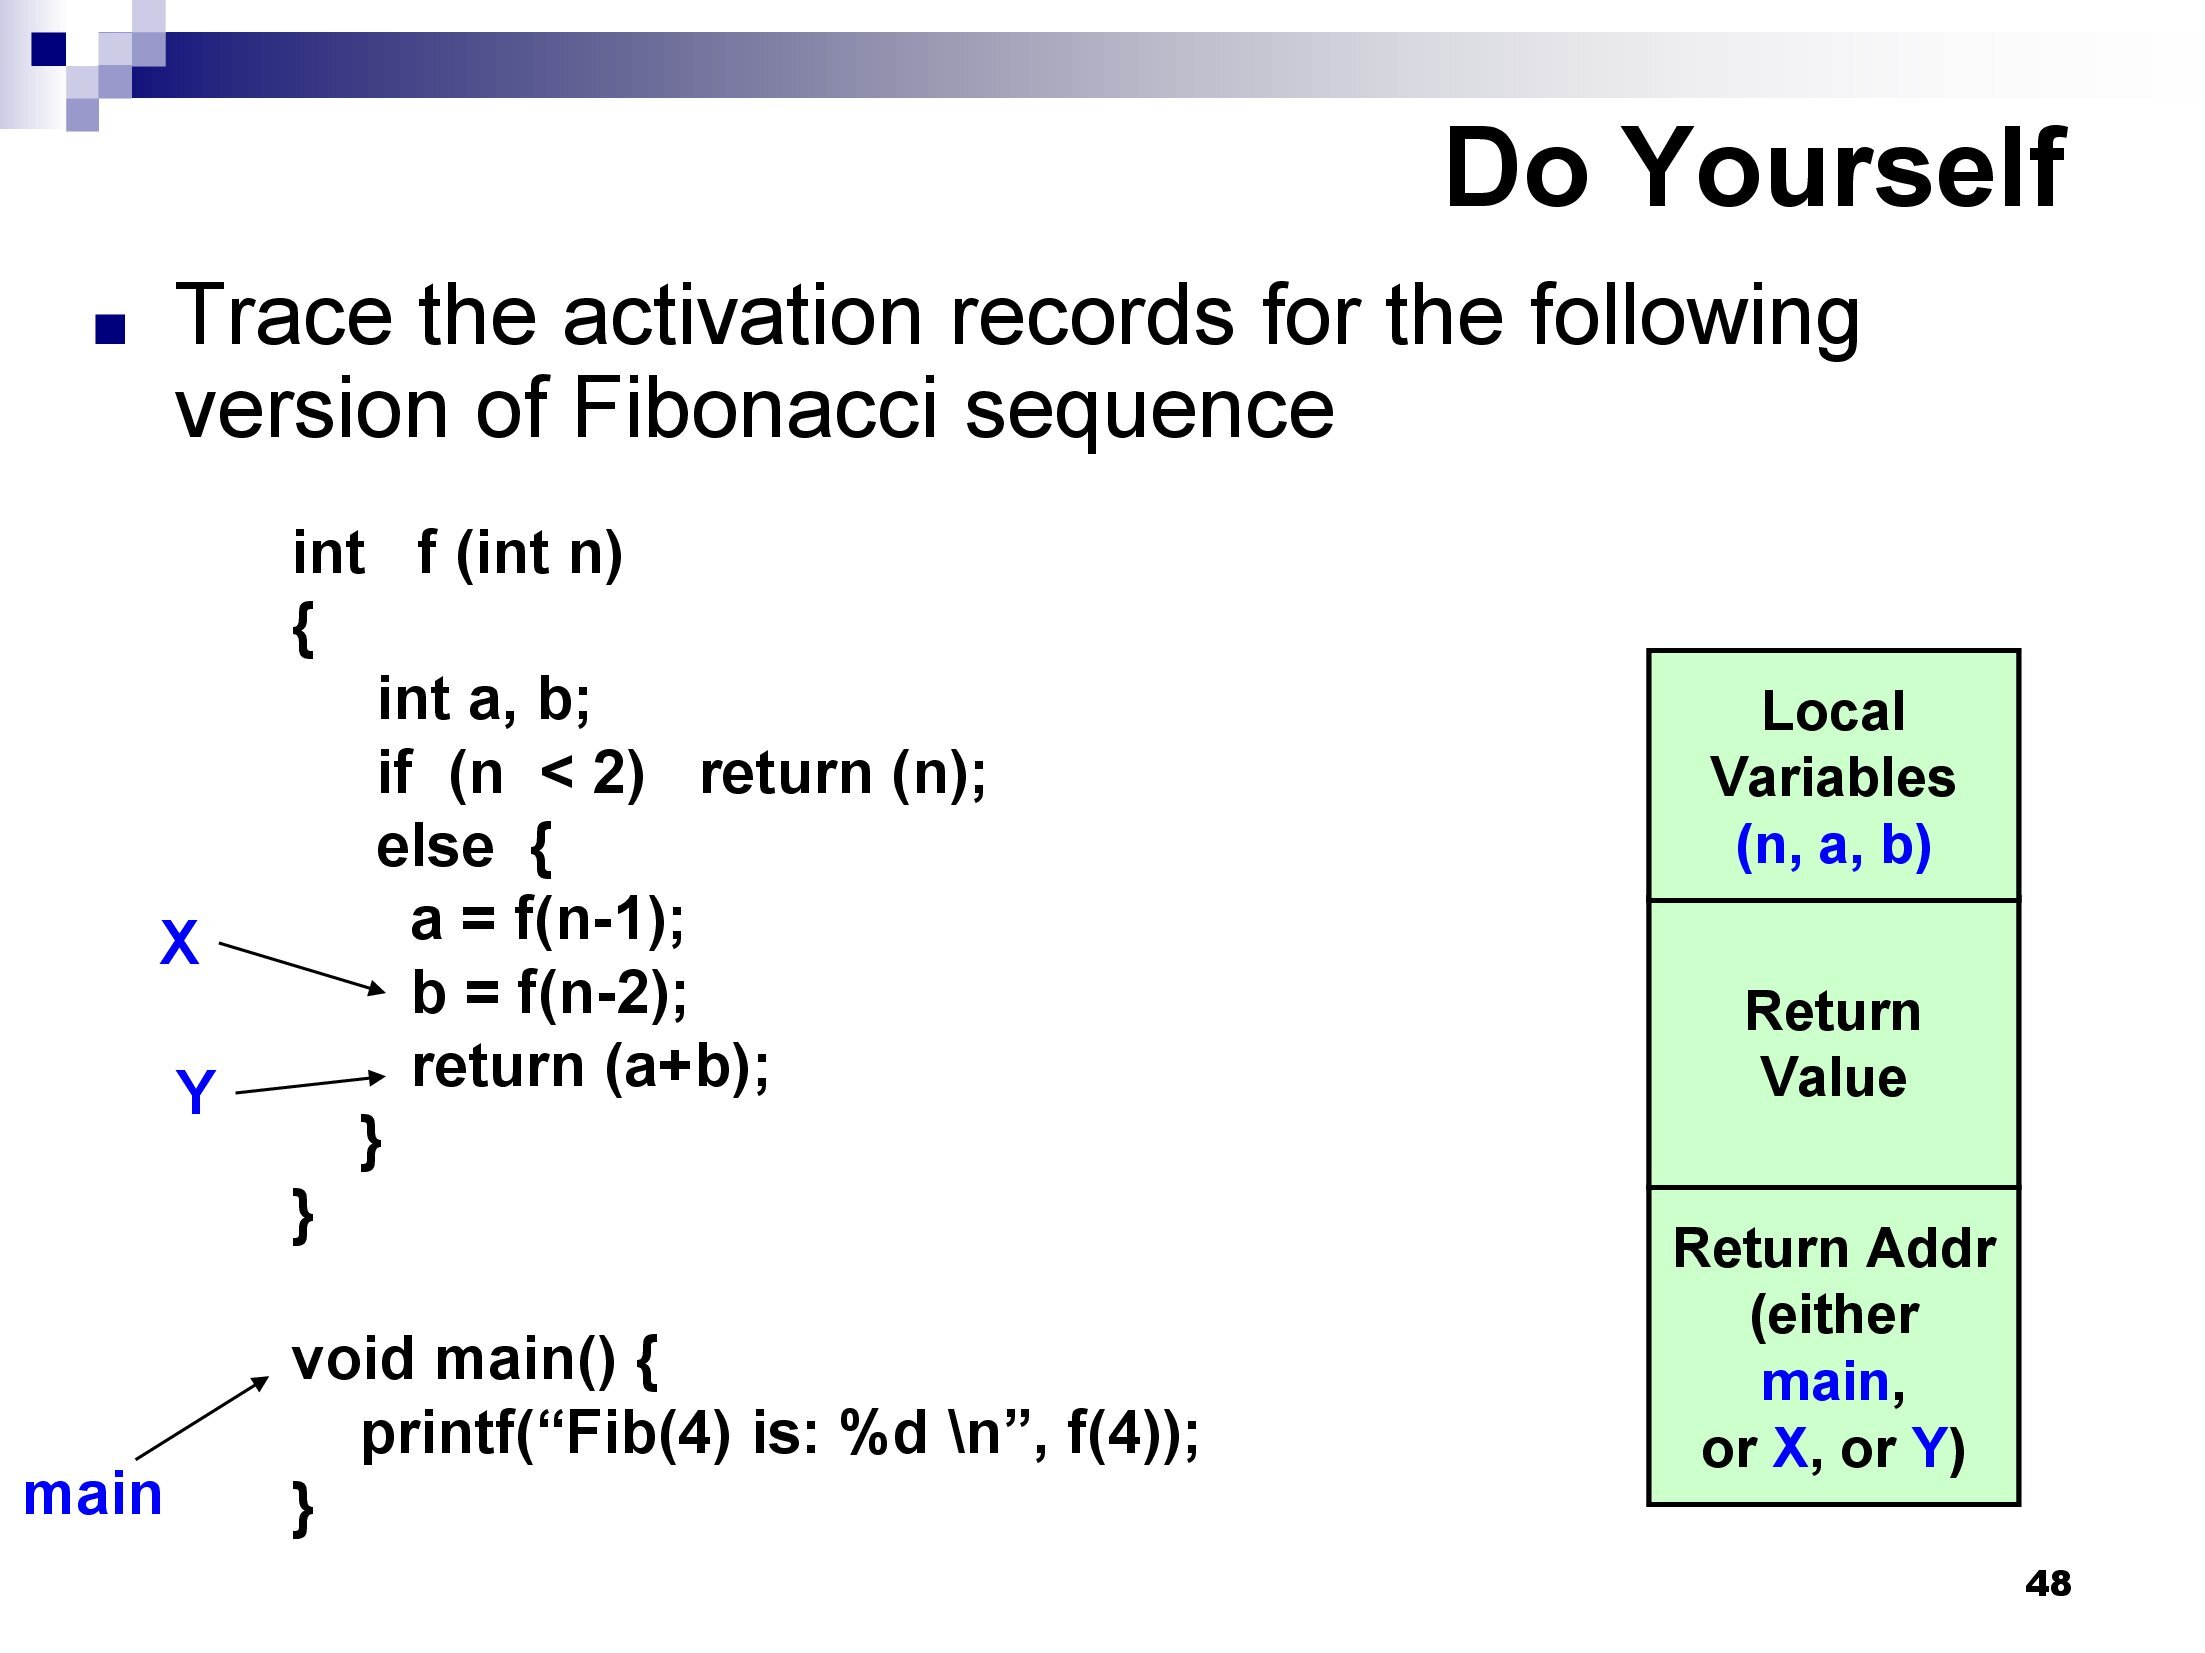 Do Yourself
Trace the activation records for the following
version of Fibonacci sequence
int f (int n)
{
int a, b;
if (n < 2) return (n);
else {
a = f(n-1);
X
b = f(n-2);
return (a+b);
Y
}
}
void main() {
printf(“Fib(4) is: %d \n”, f(4));
main
}
Local
Variables
(n, a, b)
Return
Value
Return Addr
(either
main,
or X, or Y)
48